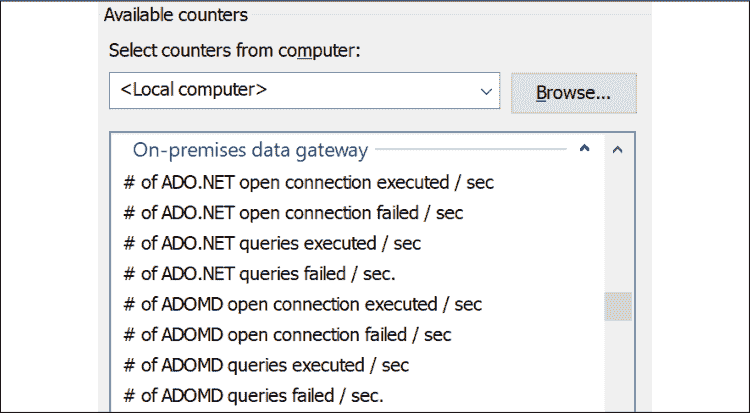 Available counters
Select counters from computer:
<Local computer>
Browse...
On-premises data gateway
# of ADO.NET open connection executed / sec
# of ADO.NET open connection failed / sec
# of ADO.NET queries executed / sec
# of ADO.NET queries failed / sec.
# of ADOMD open connection executed / sec
# of ADOMD open connection failed / sec
# of ADOMD queries executed / sec
# of ADOMD queries failed / sec.